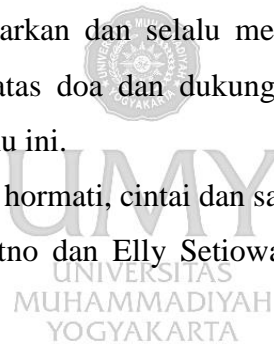 arkan dan selalu me
atas doa dan dukung
u ini.
hormati, cintai dan sa
tno dan Elly Setiowa
UMY
UNIVERSITAS
MUHAMMADIYAH
YOGYAKARTA